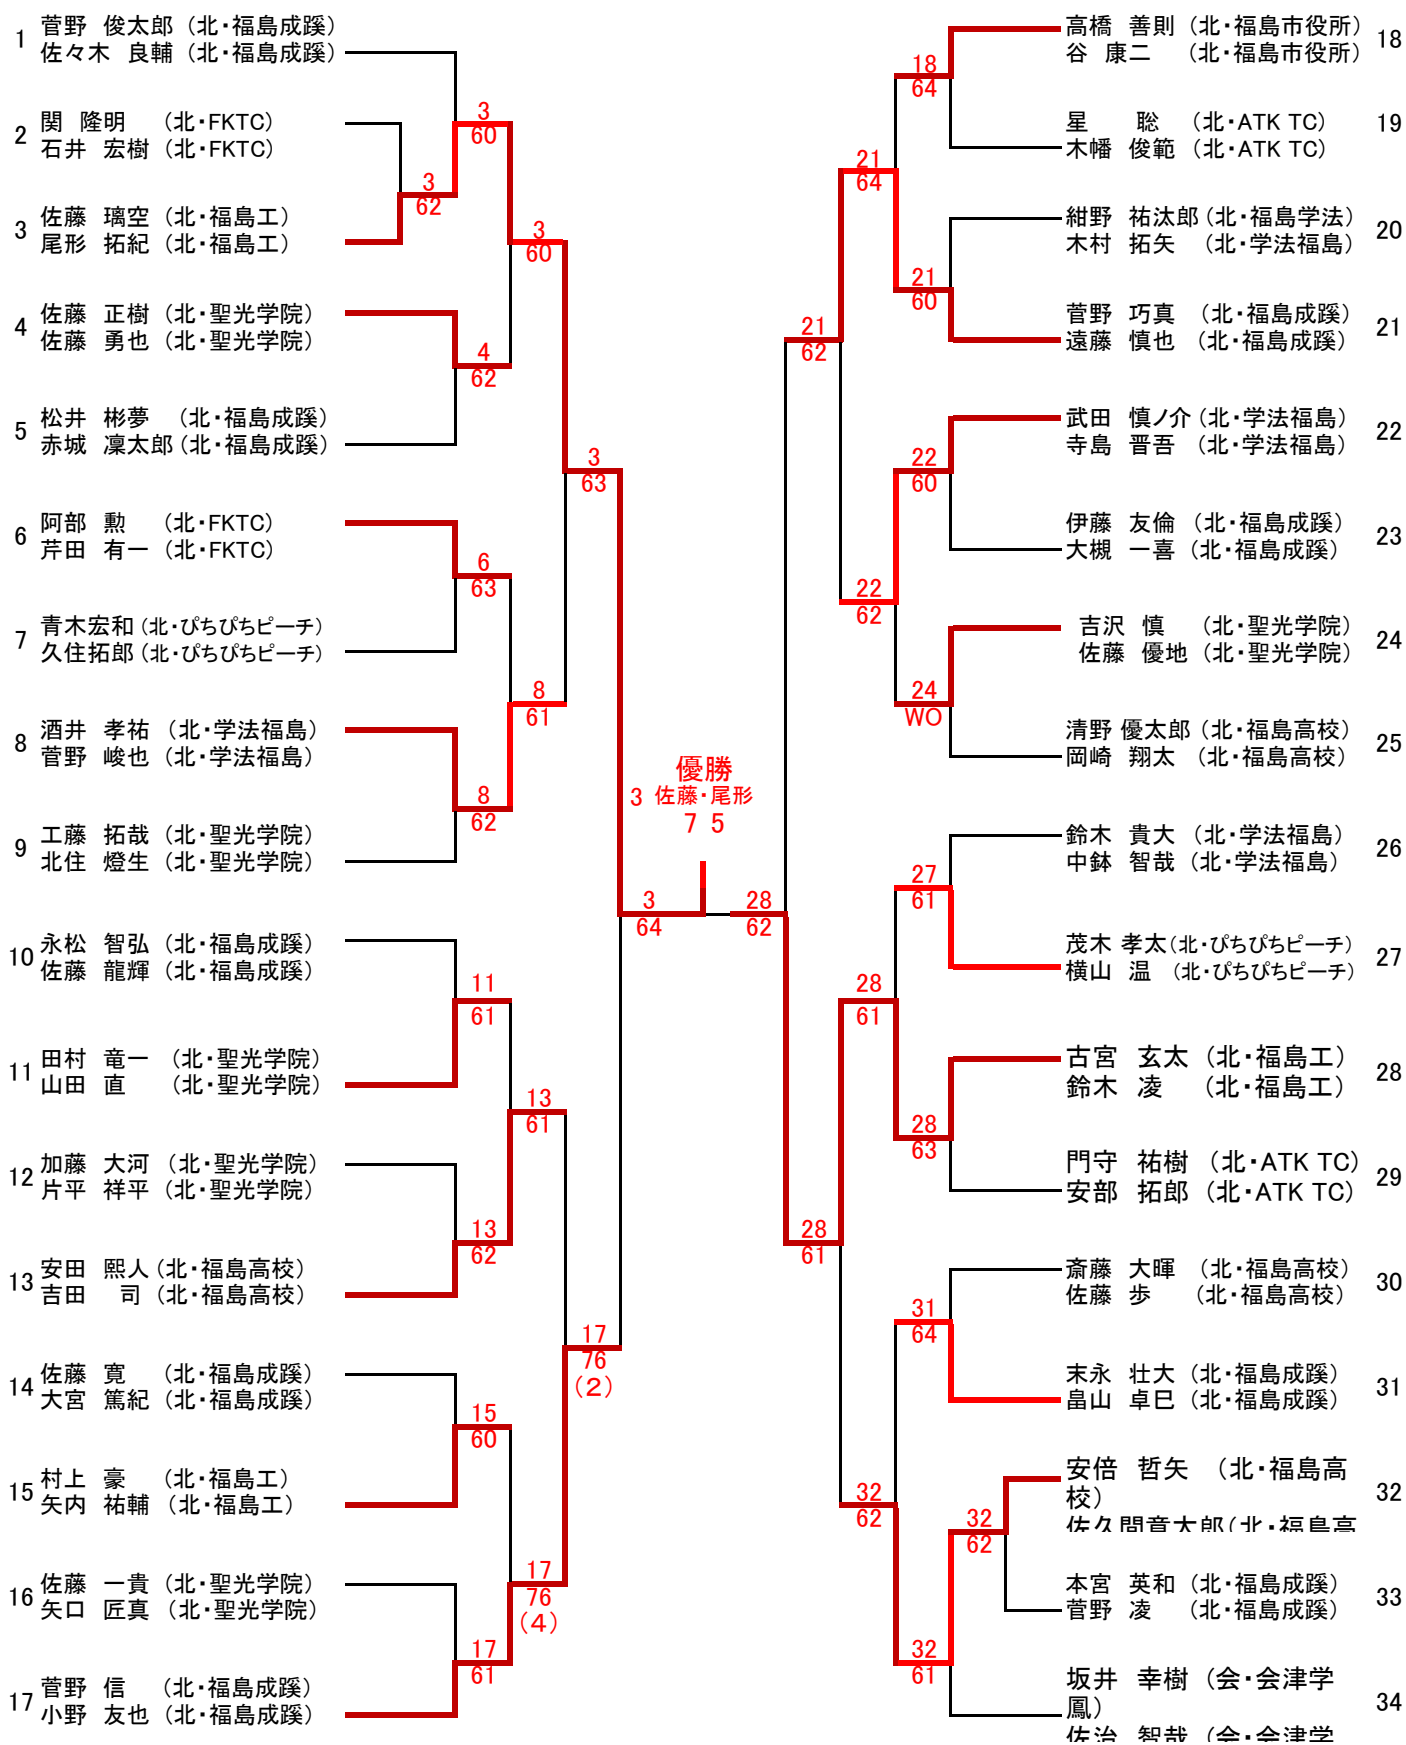 1
菅野 俊太郎 (北・福島成蹊)
佐々木 良輔 (北・福島成蹊)
2
関 隆明 (北・FKTC)
石井 宏樹 (北・FKTC)
3
佐藤 璃空 (北・福島工)
尾形 拓紀 (北・福島工)
4
佐藤 正樹 (北・聖光学院)
佐藤 勇也 (北・聖光学院)
5
松井 彬夢 (北・福島成蹊)
赤城 凜太郎 (北・福島成蹊)
6
阿部 勲 (北・FKTC)
芹田 有一 (北・FKTC)
7
青木宏和 (北・ぴちぴちピーチ)
久住拓郎 (北・ぴちぴちピーチ)
8
酒井 孝祐 (北・学法福島)
菅野 峻也 (北・学法福島)
9
工藤 拓哉 (北・聖光学院)
北住 燈生 (北・聖光学院)
10
永松 智弘 (北・福島成蹊)
佐藤 龍輝 (北・福島成蹊)
11
田村 竜一 (北・聖光学院)
山田 直 (北・聖光学院)
12
加藤 大河 (北・聖光学院)
片平 祥平 (北・聖光学院)
13
安田 熙人 (北・福島高校)
吉田 司 (北・福島高校)
14
佐藤 寛 (北・福島成蹊)
大宮 篤紀 (北・福島成蹊)
15
村上 豪 (北・福島工)
矢内 祐輔 (北・福島工)
16
佐藤 一貴 (北・聖光学院)
矢口 匠真 (北・聖光学院)
17
菅野 信 (北・福島成蹊)
小野 友也 (北・福島成蹊)
3
62
3
60
4
62
6
63
8
62
11
61
13
62
15
60
17
61
3
60
8
61
13
61
17
76
(4)
3
63
17
76
(2)
3
64
優勝
3 佐藤・尾形
7 5
28
62
21
62
28
61
21
64
22
62
28
61
32
62
18
64
21
60
22
60
24
WO
27
61
28
63
31
64
32
61
32
62
高橋 善則 (北・福島市役所)
谷 康二 (北・福島市役所)
18
星 聡 (北・ATK TC)
木幡 俊範 (北・ATK TC)
19
紺野 祐汰郎 (北・福島学法)
木村 拓矢 (北・学法福島)
20
菅野 巧真 (北・福島成蹊)
遠藤 慎也 (北・福島成蹊)
21
武田 慎ノ介 (北・学法福島)
寺島 晋吾 (北・学法福島)
22
伊藤 友倫 (北・福島成蹊)
大槻 一喜 (北・福島成蹊)
23
吉沢 慎 (北・聖光学院)
佐藤 優地 (北・聖光学院)
24
清野 優太郎 (北・福島高校)
岡崎 翔太 (北・福島高校)
25
鈴木 貴大 (北・学法福島)
中鉢 智哉 (北・学法福島)
26
茂木 孝太 (北・ぴちぴちピーチ)
横山 温 (北・ぴちぴちピーチ)
27
古宮 玄太 (北・福島工)
鈴木 凌 (北・福島工)
28
門守 祐樹 (北・ATK TC)
安部 拓郎 (北・ATK TC)
29
斎藤 大暉 (北・福島高校)
佐藤 歩 (北・福島高校)
30
末永 壮大 (北・福島成蹊)
畠山 卓巳 (北・福島成蹊)
31
安倍 哲矢 (北・福島高
校)
佐久間章太郎(北・福島高
32
本宮 英和 (北・福島成蹊)
菅野 凌 (北・福島成蹊)
33
坂井 幸樹 (会・会津学
鳳)
佐治 智哉 (会・会津学
34